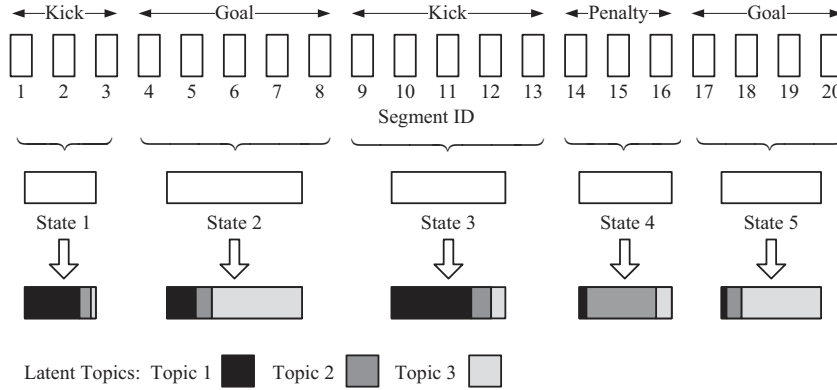 Kick Goal Kick Penalty Goal
1 2 3 4 5 6 7 8 9 10 11 12 13 14 15 16 17 18 19 20
Segment ID
State 1 State 2 State 3 State 4 State 5
Latent Topics: Topic 1 Topic 2 Topic 3